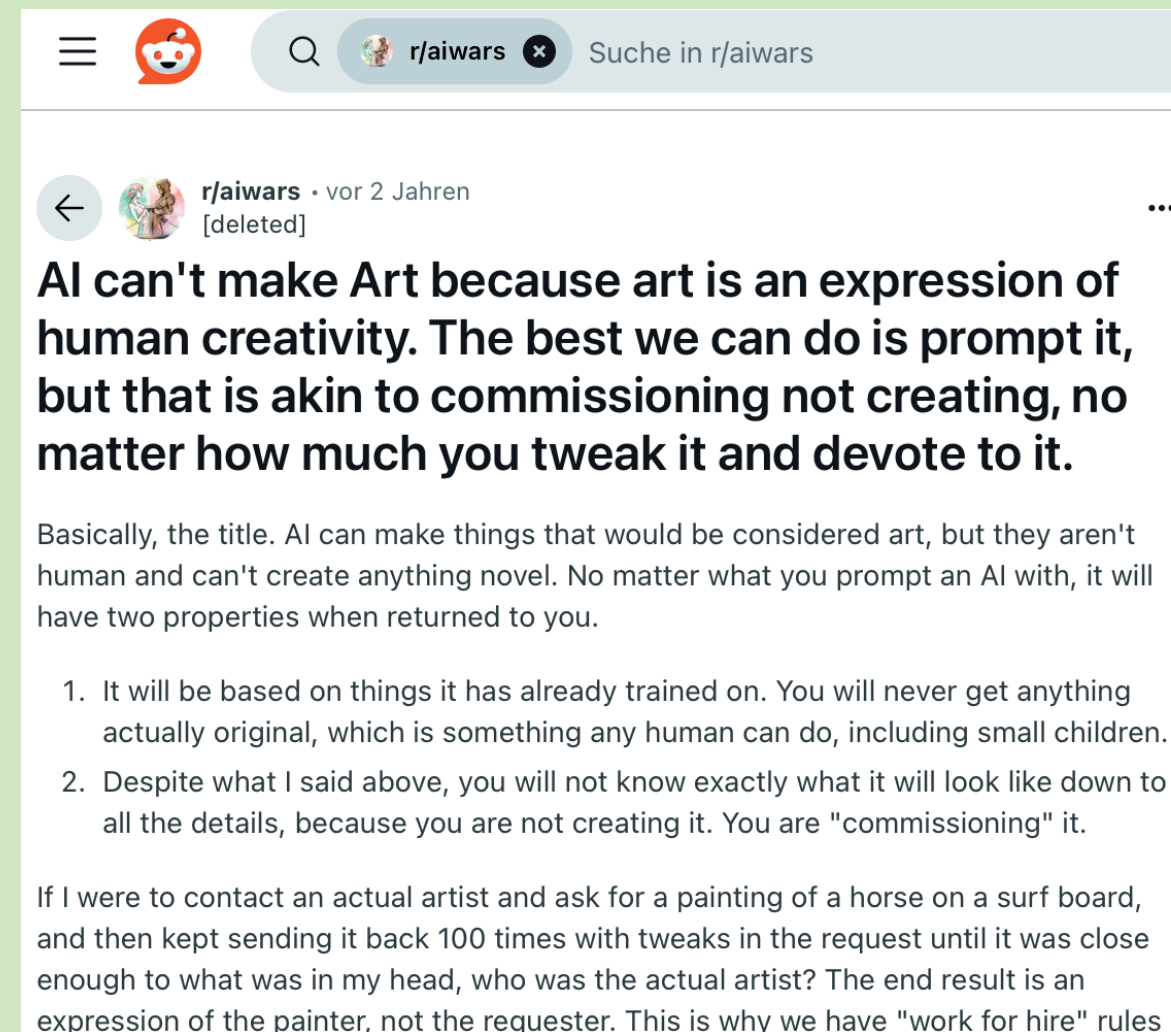 r/aiwars Suche in r/aiwars
r/aiwars • vor 2 Jahren
[deleted]
AI can't make Art because art is an expression of
human creativity. The best we can do is prompt it,
but that is akin to commissioning not creating, no
matter how much you tweak it and devote to it.
Basically, the title. AI can make things that would be considered art, but they aren't
human and can't create anything novel. No matter what you prompt an AI with, it will
have two properties when returned to you.
1. It will be based on things it has already trained on. You will never get anything
actually original, which is something any human can do, including small children.
2. Despite what I said above, you will not know exactly what it will look like down to
all the details, because you are not creating it. You are "commissioning" it.
If I were to contact an actual artist and ask for a painting of a horse on a surf board,
and then kept sending it back 100 times with tweaks in the request until it was close
enough to what was in my head, who was the actual artist? The end result is an
expression of the painter, not the requester. This is why we have "work for hire" rules